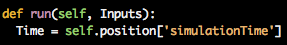 def run(self, Inputs):
  Time = self.position['simulationTime']